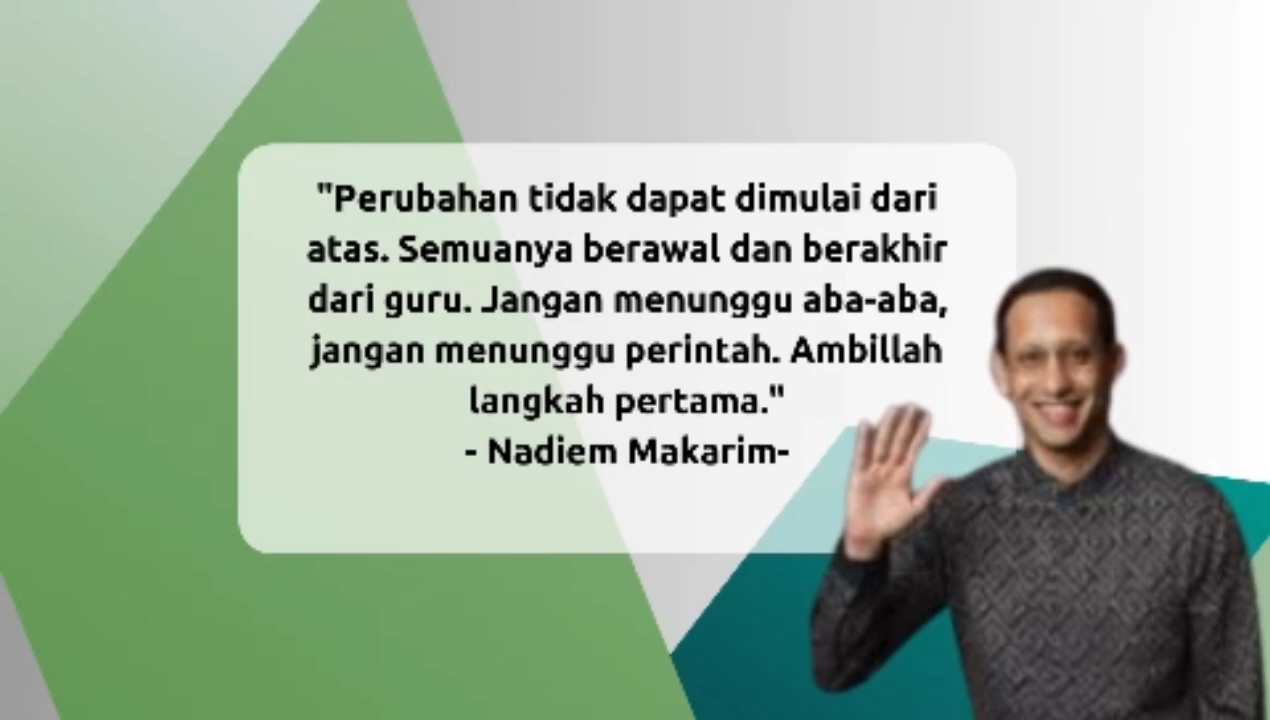 "Perubahan tidak dapat dimulai dari
atas. Semuanya berawal dan berakhir
dari guru. Jangan menunggu aba-aba,
jangan menunggu perintah. Ambillah
langkah pertama."
- Nadiem Makarim-